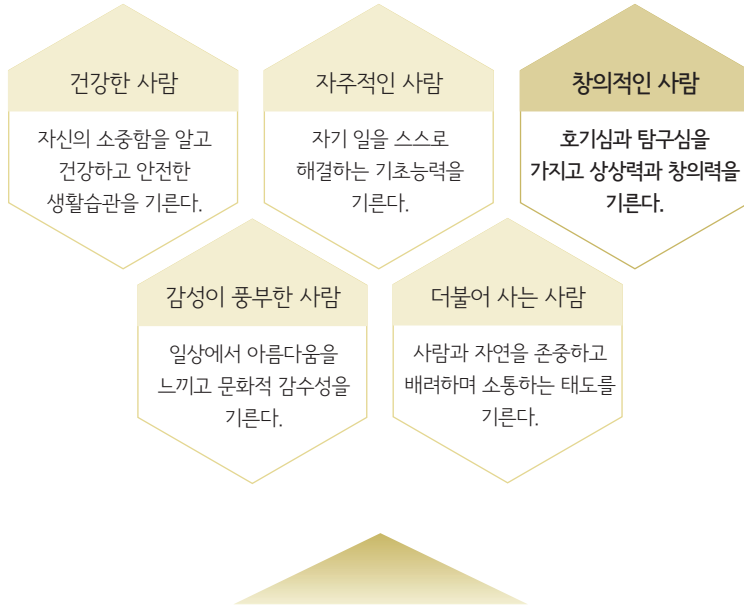 건강한 사람
자신의 소중함을 알고
건강하고 안전한
생활습관을 기른다.
자주적인 사람
자기 일을 스스로
해결하는 기초능력을
기른다.
창의적인 사람
호기심과 탐구심을
가지고 상상력과 창의력을
기른다.
감성이 풍부한 사람
일상에서 아름다움을
느끼고 문화적 감수성을
기른다.
더불어 사는 사람
사람과 자연을 존중하고
배려하며 소통하는 태도를
기른다.